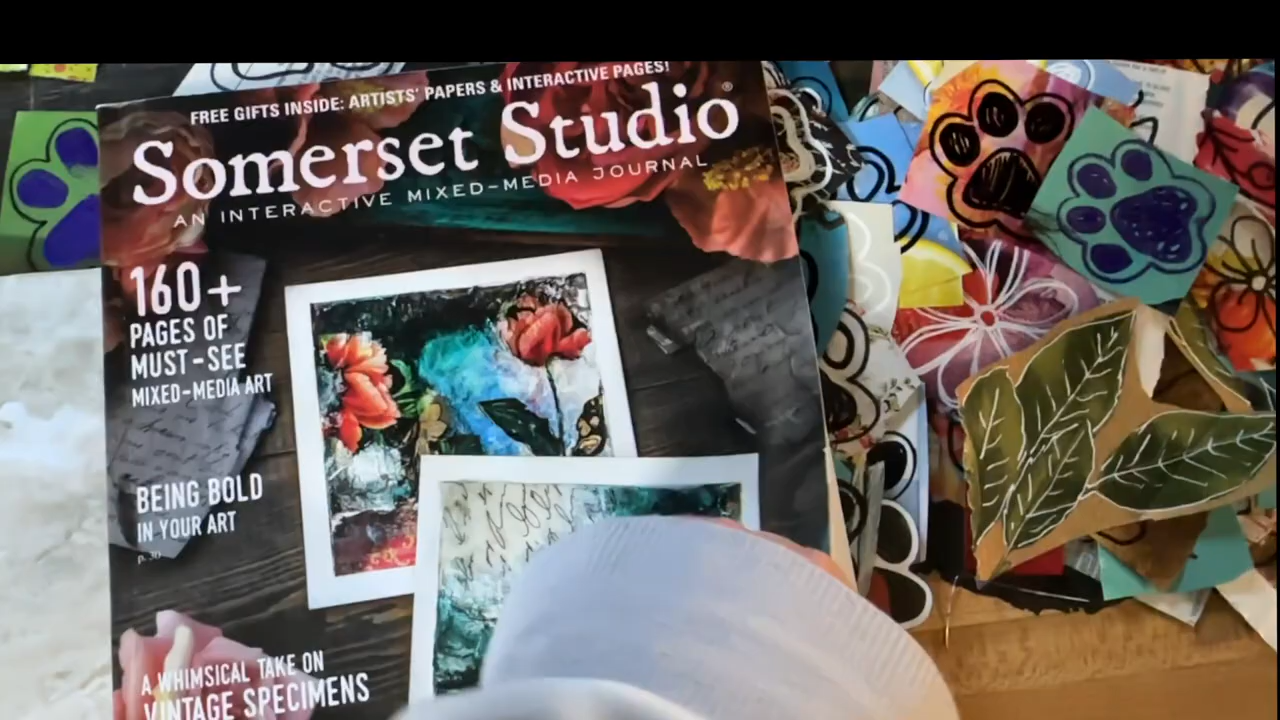 FREE GIFTS INSIDE: ARTISTS' PAPERS & INTERACTIVE PAGES!
Somerset Studio®
AN INTERACTIVE MIXED-MEDIA JOURNAL
160+
PAGES OF
MUST-SEE
MIXED-MEDIA ART
BEING BOLD
IN YOUR ART
p. 30
A WHIMSICAL TAKE ON
VINTAGE SPECIMENS